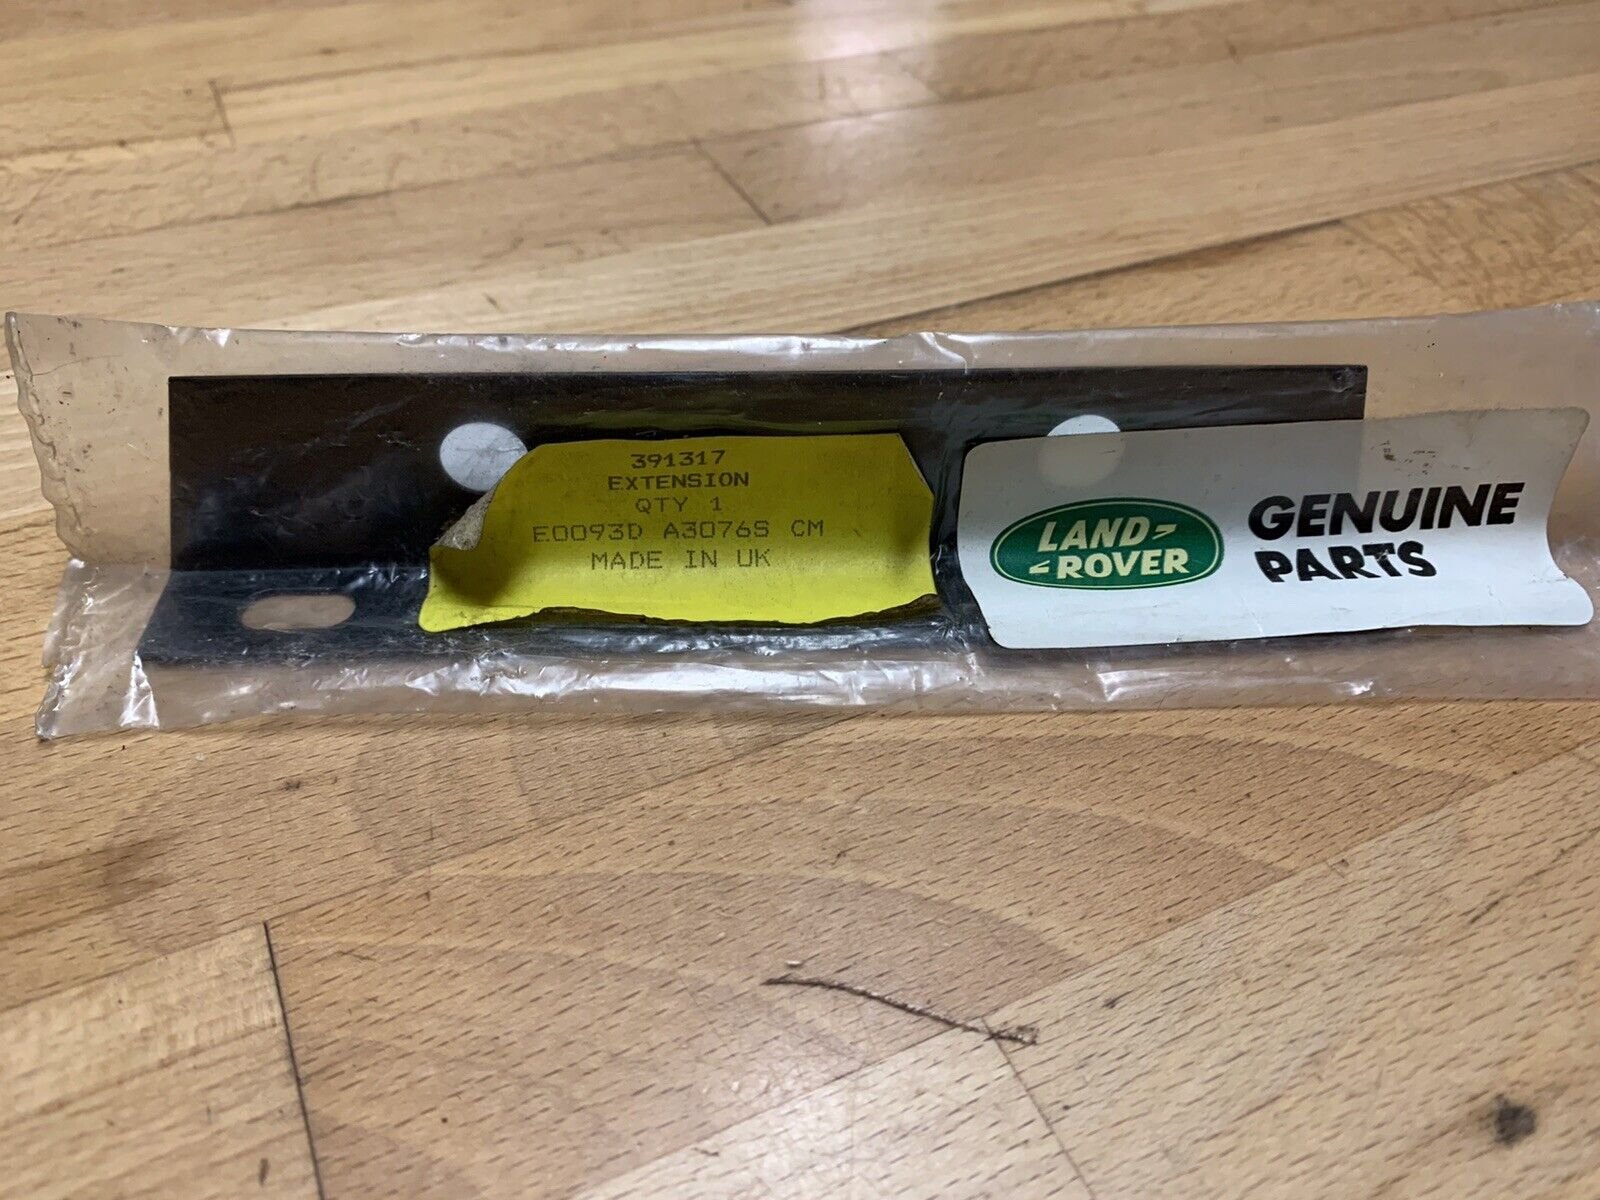 391317
EXTENSION
QTY 1
E0093D A3076S CM
MADE IN UK
LAND-
-ROVER
GENUINE
PARTS